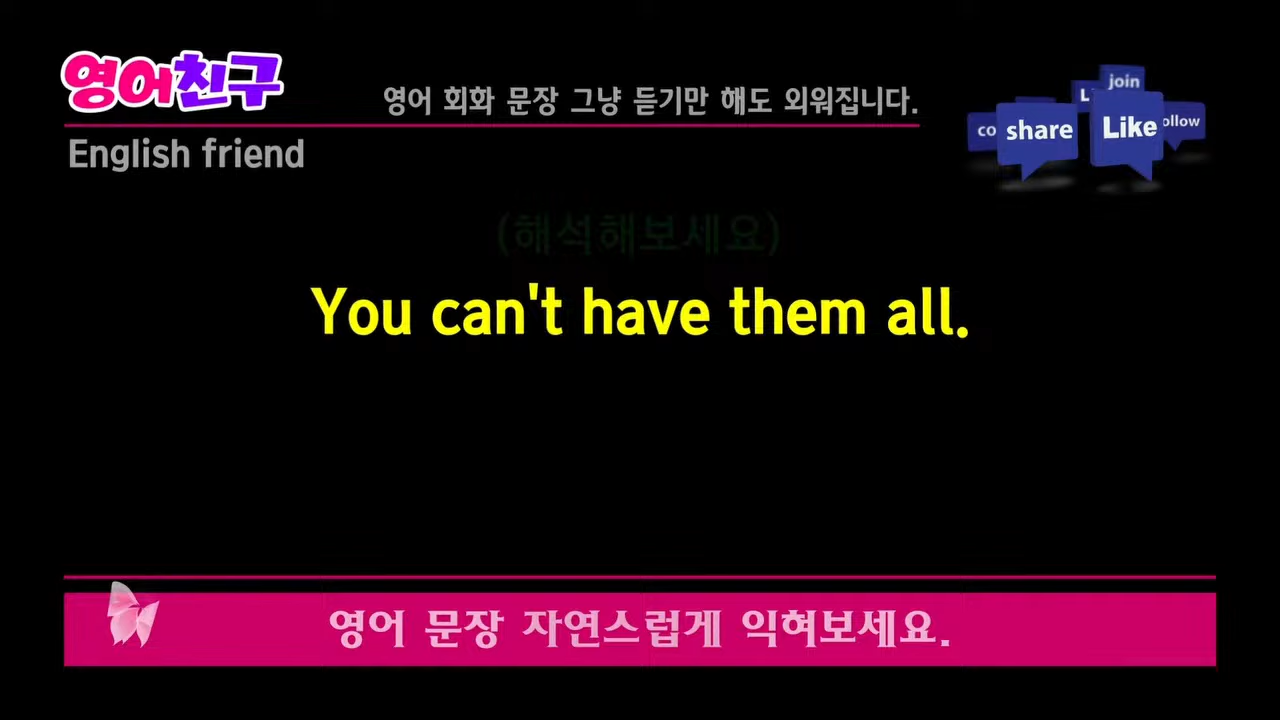 영어친구
영어 회화 문장 그냥 듣기만 해도 외워집니다.
English friend
join
share
Like
(해석해보세요)
You can't have them all.
영어 문장 자연스럽게 익혀보세요.